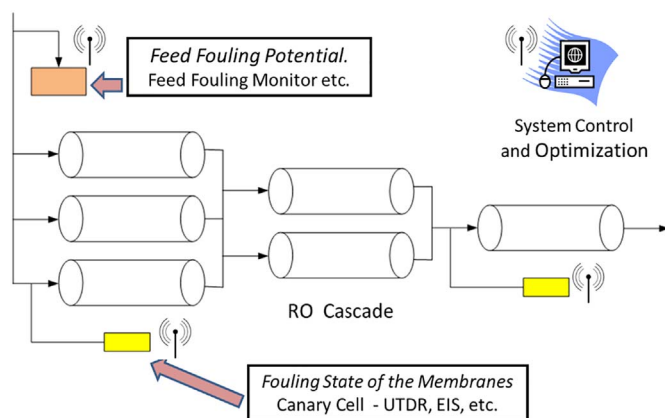 Feed Fouling Potential.
Feed Fouling Monitor etc.
System Control
and Optimization
RO Cascade
Fouling State of the Membranes
Canary Cell - UTDR, EIS, etc.